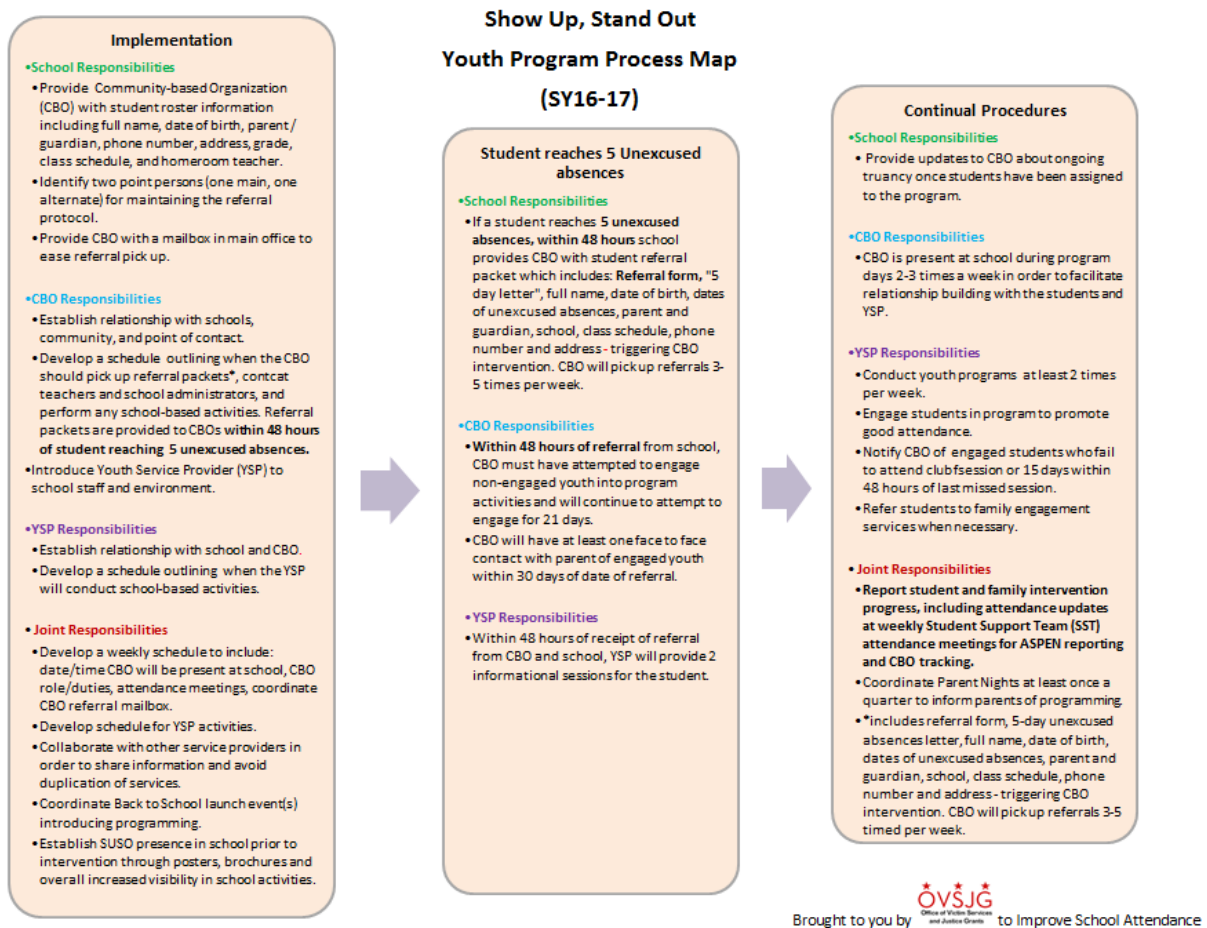 Show Up, Stand Out
Youth Program Process Map
(SY16-17)
Implementation
•School Responsibilities
•Provide Community-based Organization
(CBO) with student roster information
including full name, date of birth, parent/
guardian, phone number, address, grade,
class schedule, and homeroom teacher.
•Identify two point persons (one main, one
alternate) for maintaining the referral
protocol.
•Provide CBO with a mailbox in main office to
ease referral pick up.
•CBO Responsibilities
•Establish relationship with schools,
community, and point of contact.
•Develop a schedule outlining when the CBO
should pick up referral packets*, contcat
teachers and school administrators, and
perform any school-based activities. Referral
packets are provided to CBOs within 48 hours
of student reaching 5 unexcused absences.
•Introduce Youth Service Provider (YSP) to
school staff and environment.
•YSP Responsibilities
•Establish relationship with school and CBO.
•Develop a schedule outlining when the YSP
will conduct school-based activities.
• Joint Responsibilities
•Develop a weekly schedule to include:
date/time CBO will be present at school, CBO
role/duties, attendance meetings, coordinate
CBO referral mailbox.
•Develop schedule for YSP activities.
•Collaborate with other service providers in
order to share information and avoid
duplication of services.
•Coordinate Back to School launch event(s)
introducing programming.
•Establish SUSO presence in school prior to
intervention through posters, brochures and
overall increased visibility in school activities.
Student reaches 5 Unexcused
absences
•School Responsibilities
•If a student reaches 5 unexcused
absences, within 48 hours school
provides CBO with student referral
packet which includes: Referral form, "5
day letter", full name, date of birth, dates
of unexcused absences, parent and
guardian, school, class schedule, phone
number and address - triggering CBO
intervention. CBO will pick up referrals 3-
5 times per week.
•CBO Responsibilities
•Within 48 hours of referral from school,
CBO must have attempted to engage
non-engaged youth into program
activities and will continue to attempt to
engage for 21 days.
•CBO will have at least one face to face
contact with parent of engaged youth
within 30 days of date of referral.
•YSP Responsibilities
•Within 48 hours of receipt of referral
from CBO and school, YSP will provide 2
informational sessions for the student.
Continual Procedures
•School Responsibilities
• Provide updates to CBO about ongoing
truancy once students have been assigned
to the program.
•CBO Responsibilities
•CBO is present at school during program
days 2-3 times a week in order to facilitate
relationship building with the students and
YSP.
•YSP Responsibilities
•Conduct youth programs at least 2 times
per week.
•Engage students in program to promote
good attendance.
•Notify CBO of engaged students who fail
to attend clubfsession or 15 days within
48 hours of last missed session.
•Refer students to family engagement
services when necessary.
• Joint Responsibilities
•Report student and family intervention
progress, including attendance updates
at weekly Student Support Team (SST)
attendance meetings for ASPEN reporting
and CBO tracking.
•Coordinate Parent Nights at least once a
quarter to inform parents of programming.
•*includes referral form, 5-day unexcused
absences letter, full name, date of birth,
dates of unexcused absences, parent and
guardian, school, class schedule, phone
number and address - triggering CBO
intervention. CBO will pick up referrals 3-5
timed per week.
OVSJG
Office of Victim Services
and Justice Grants
Brought to you by to Improve School Attendance